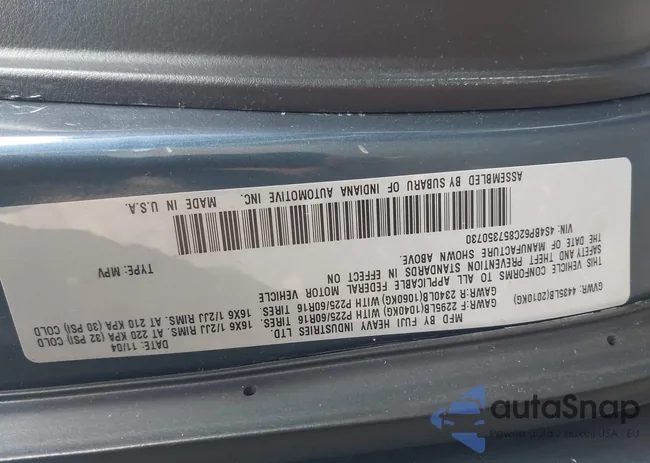 MFD BY FUJI HEAVY INDUSTRIES LTD. DATE: 11/04
GVWR: 4435LB(2010KG) GAWR:F 2295LB(1040KG) WITH P225/60R16 TIRES. 16X6 1/2JJ RIMS. AT 220 KPA (32 PSI) COLD
GAWR:R 2340LB(1060KG) WITH P225/60R16 TIRES. 16X6 1/2JJ RIMS. AT 210 KPA (30 PSI) COLD
THIS VEHICLE CONFORMS TO ALL APPLICABLE FEDERAL MOTOR VEHICLE
SAFETY AND THEFT PREVENTION STANDARDS IN EFFECT ON
THE DATE OF MANUFACTURE SHOWN ABOVE.
VIN: 4S4BP62C857350730 TYPE: MPV
ASSEMBLED BY SUBARU OF INDIANA AUTOMOTIVE INC. MADE IN U.S.A.
autoSnap